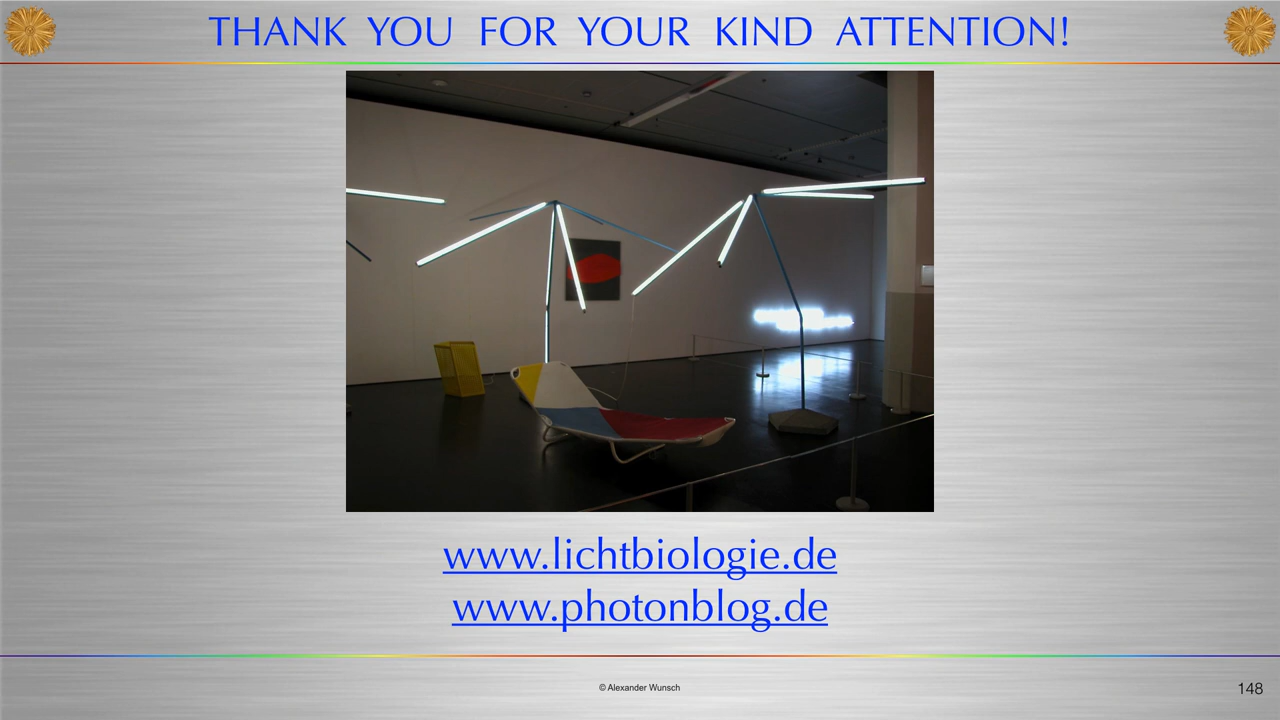 THANK YOU FOR YOUR KIND ATTENTION!
www.lichtbiologie.de
www.photonblog.de
© Alexander Wunsch
148